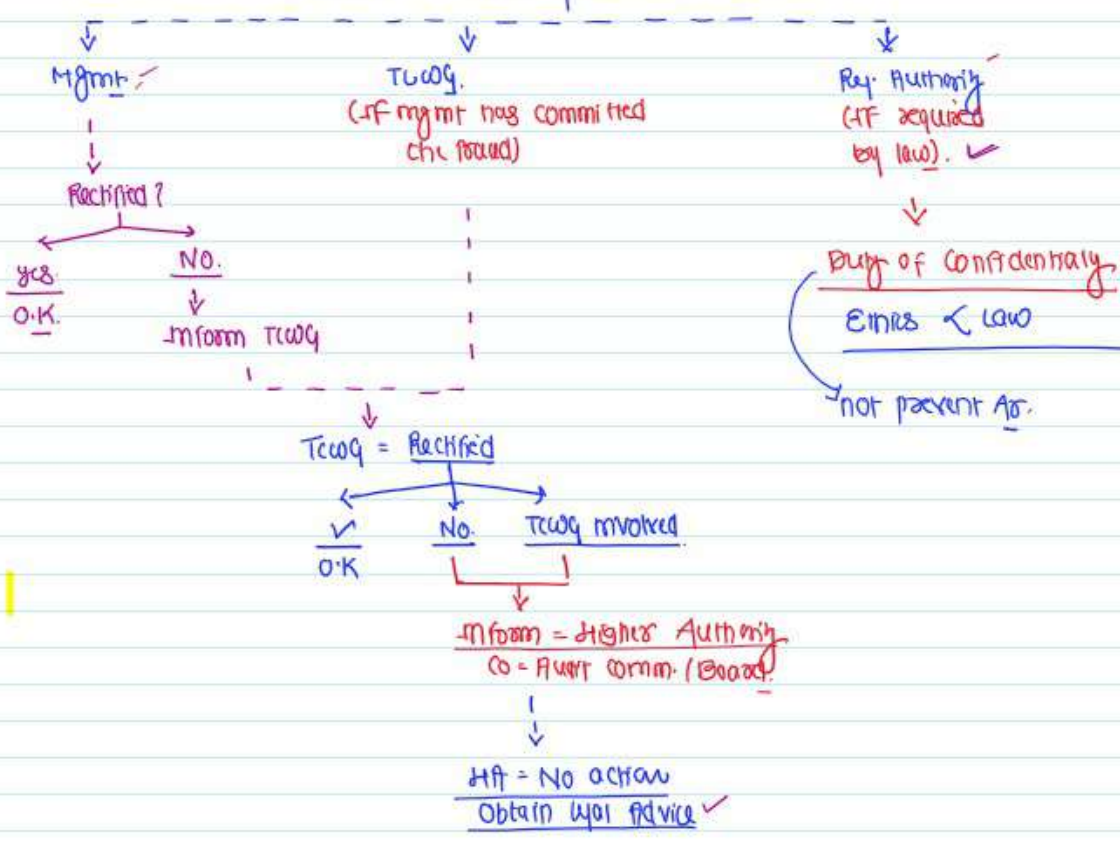 Mgmt
TCWG.
Reg. Authority
(If mgmt has committed
the fraud)
(If required
by law).
Rectified?
Yes
O.K.
NO.
Inform TCWG
Duty of Confidentiality
Ethics < Law
not prevent Ar.
TCWG = Rectified
O.K
No.
TCWG involved.
Inform = Higher Authority
Co = Audit comm. / Board.
HA = No action
Obtain legal Advice